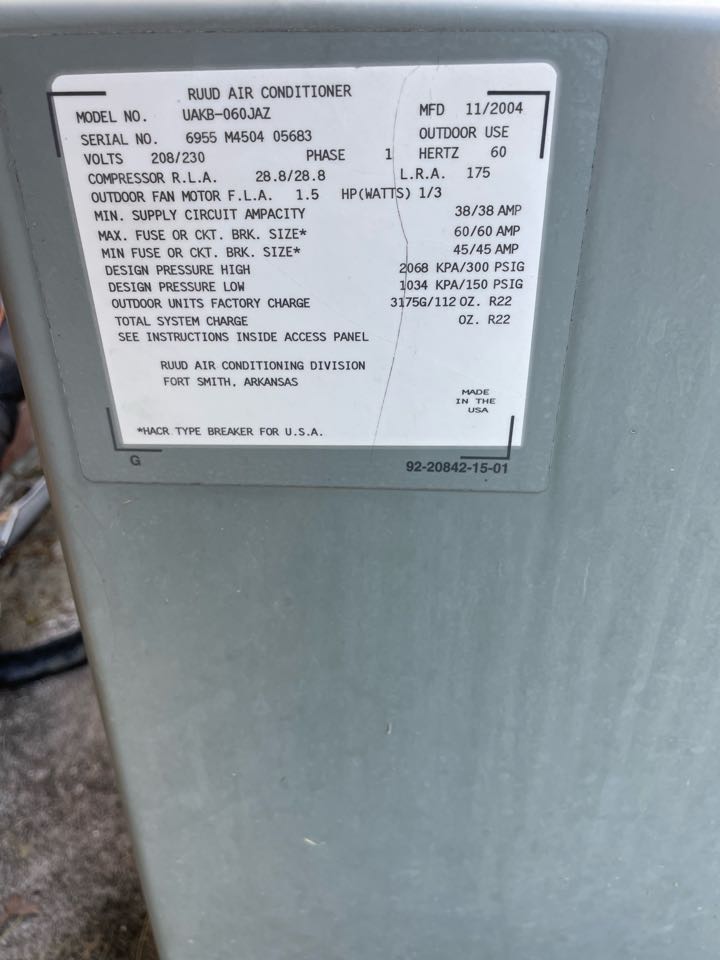 RUUD AIR CONDITIONER
MODEL NO. UAKB-060JAZ MFD 11/2004
SERIAL NO. 6955 M4504 05683 OUTDOOR USE
VOLTS 208/230 PHASE 1 HERTZ 60
COMPRESSOR R.L.A. 28.8/28.8 L.R.A. 175
OUTDOOR FAN MOTOR F.L.A. 1.5 HP(WATTS) 1/3
MIN. SUPPLY CIRCUIT AMPACITY 38/38 AMP
MAX. FUSE OR CKT. BRK. SIZE* 60/60 AMP
MIN FUSE OR CKT. BRK. SIZE* 45/45 AMP
DESIGN PRESSURE HIGH 2068 KPA/300 PSIG
DESIGN PRESSURE LOW 1034 KPA/150 PSIG
OUTDOOR UNITS FACTORY CHARGE 3175G/112 OZ. R22
TOTAL SYSTEM CHARGE OZ. R22
SEE INSTRUCTIONS INSIDE ACCESS PANEL
RUUD AIR CONDITIONING DIVISION
FORT SMITH, ARKANSAS
MADE
IN THE
USA
*HACR TYPE BREAKER FOR U.S.A.
G 92-20842-15-01